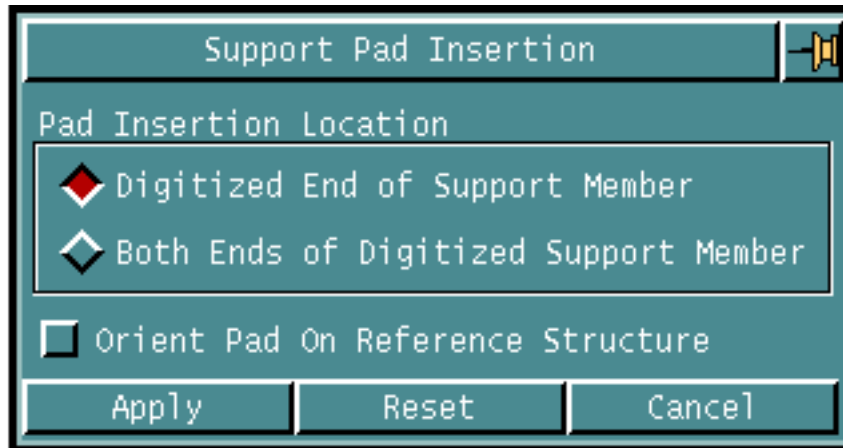 Support Pad Insertion
Pad Insertion Location
Digitized End of Support Member
Both Ends of Digitized Support Member
Orient Pad On Reference Structure
Apply Reset Cancel